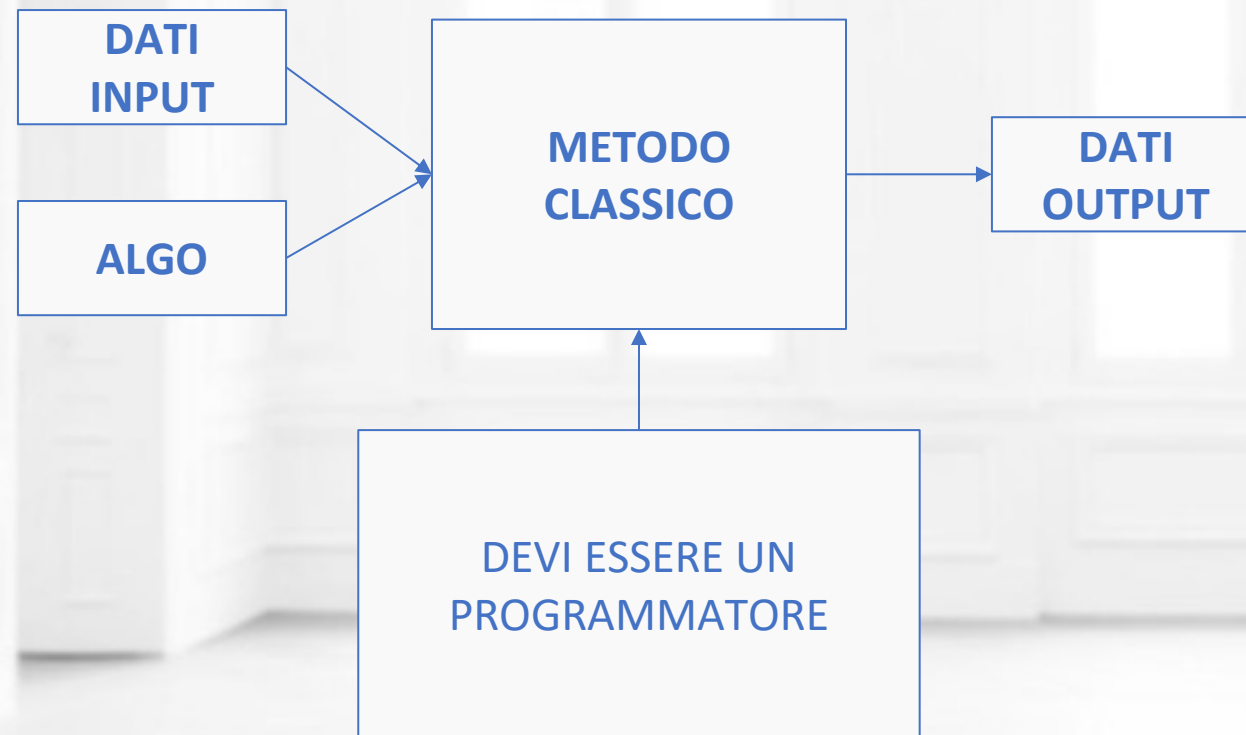 DATI
INPUT
ALGO
METODO
CLASSICO
DATI
OUTPUT
DEVI ESSERE UN
PROGRAMMATORE